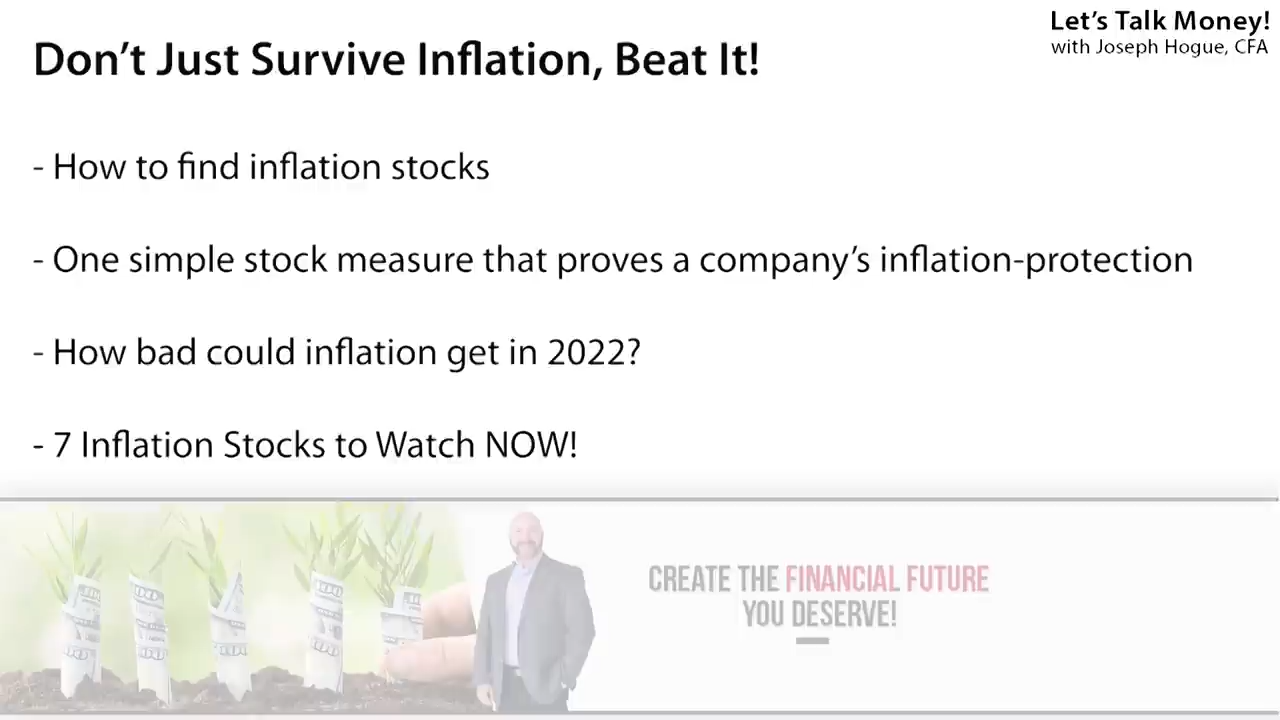 Let's Talk Money!
with Joseph Hogue, CFA
Don't Just Survive Inflation, Beat It!
- How to find inflation stocks
- One simple stock measure that proves a company's inflation-protection
- How bad could inflation get in 2022?
- 7 Inflation Stocks to Watch NOW!
CREATE THE FINANCIAL FUTURE
YOU DESERVE!